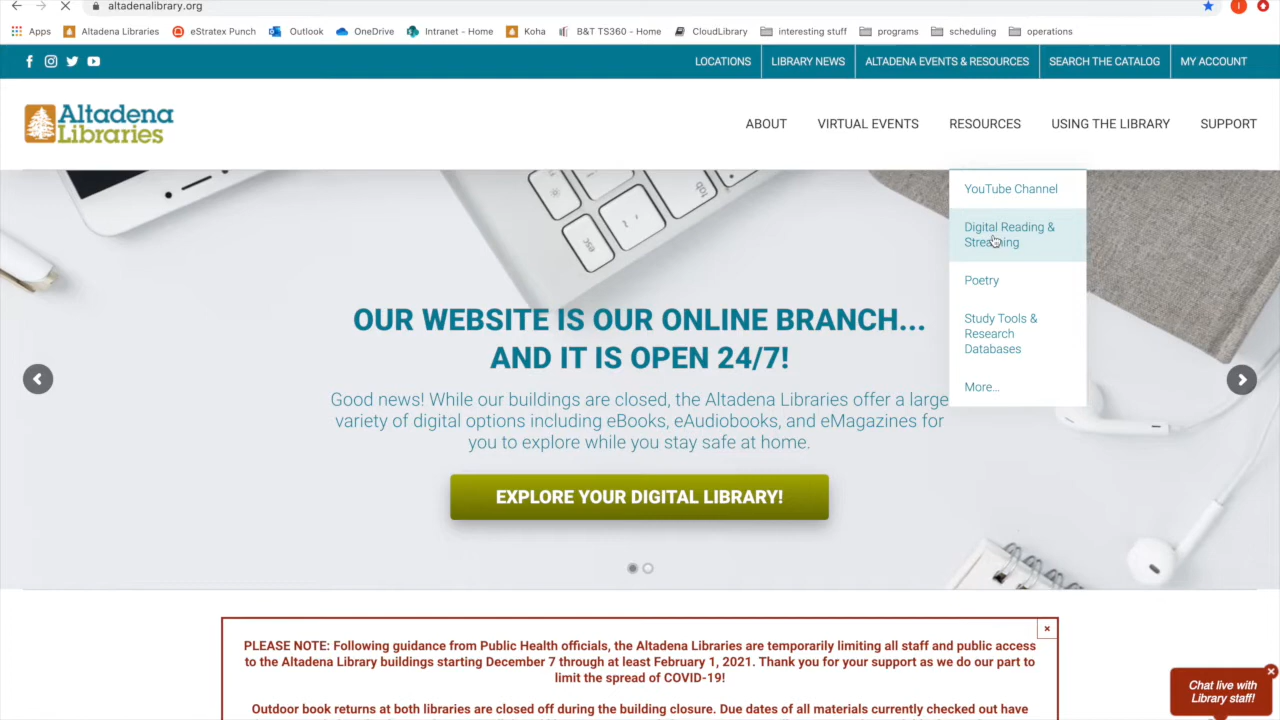 altadenalibrary.org
Apps Altadena Libraries eStratex Punch Outlook OneDrive Intranet - Home Koha B&T TS360 - Home CloudLibrary interesting stuff programs scheduling operations
LOCATIONS LIBRARY NEWS ALTADENA EVENTS & RESOURCES SEARCH THE CATALOG MY ACCOUNT
Altadena
Libraries
ABOUT VIRTUAL EVENTS RESOURCES USING THE LIBRARY SUPPORT
YouTube Channel
Digital Reading &
Streaming
Poetry
Study Tools &
Research
Databases
More...
esc
OUR WEBSITE IS OUR ONLINE BRANCH...
AND IT IS OPEN 24/7!
Good news! While our buildings are closed, the Altadena Libraries offer a large
variety of digital options including eBooks, eAudiobooks, and eMagazines for
you to explore while you stay safe at home.
EXPLORE YOUR DIGITAL LIBRARY!
PLEASE NOTE: Following guidance from Public Health officials, the Altadena Libraries are temporarily limiting all staff and public access
to the Altadena Library buildings starting December 7 through at least February 1, 2021. Thank you for your support as we do our part to
limit the spread of COVID-19!
Outdoor book returns at both libraries are closed off during the building closure. Due dates of all materials currently checked out have
Chat live with
Library staff!